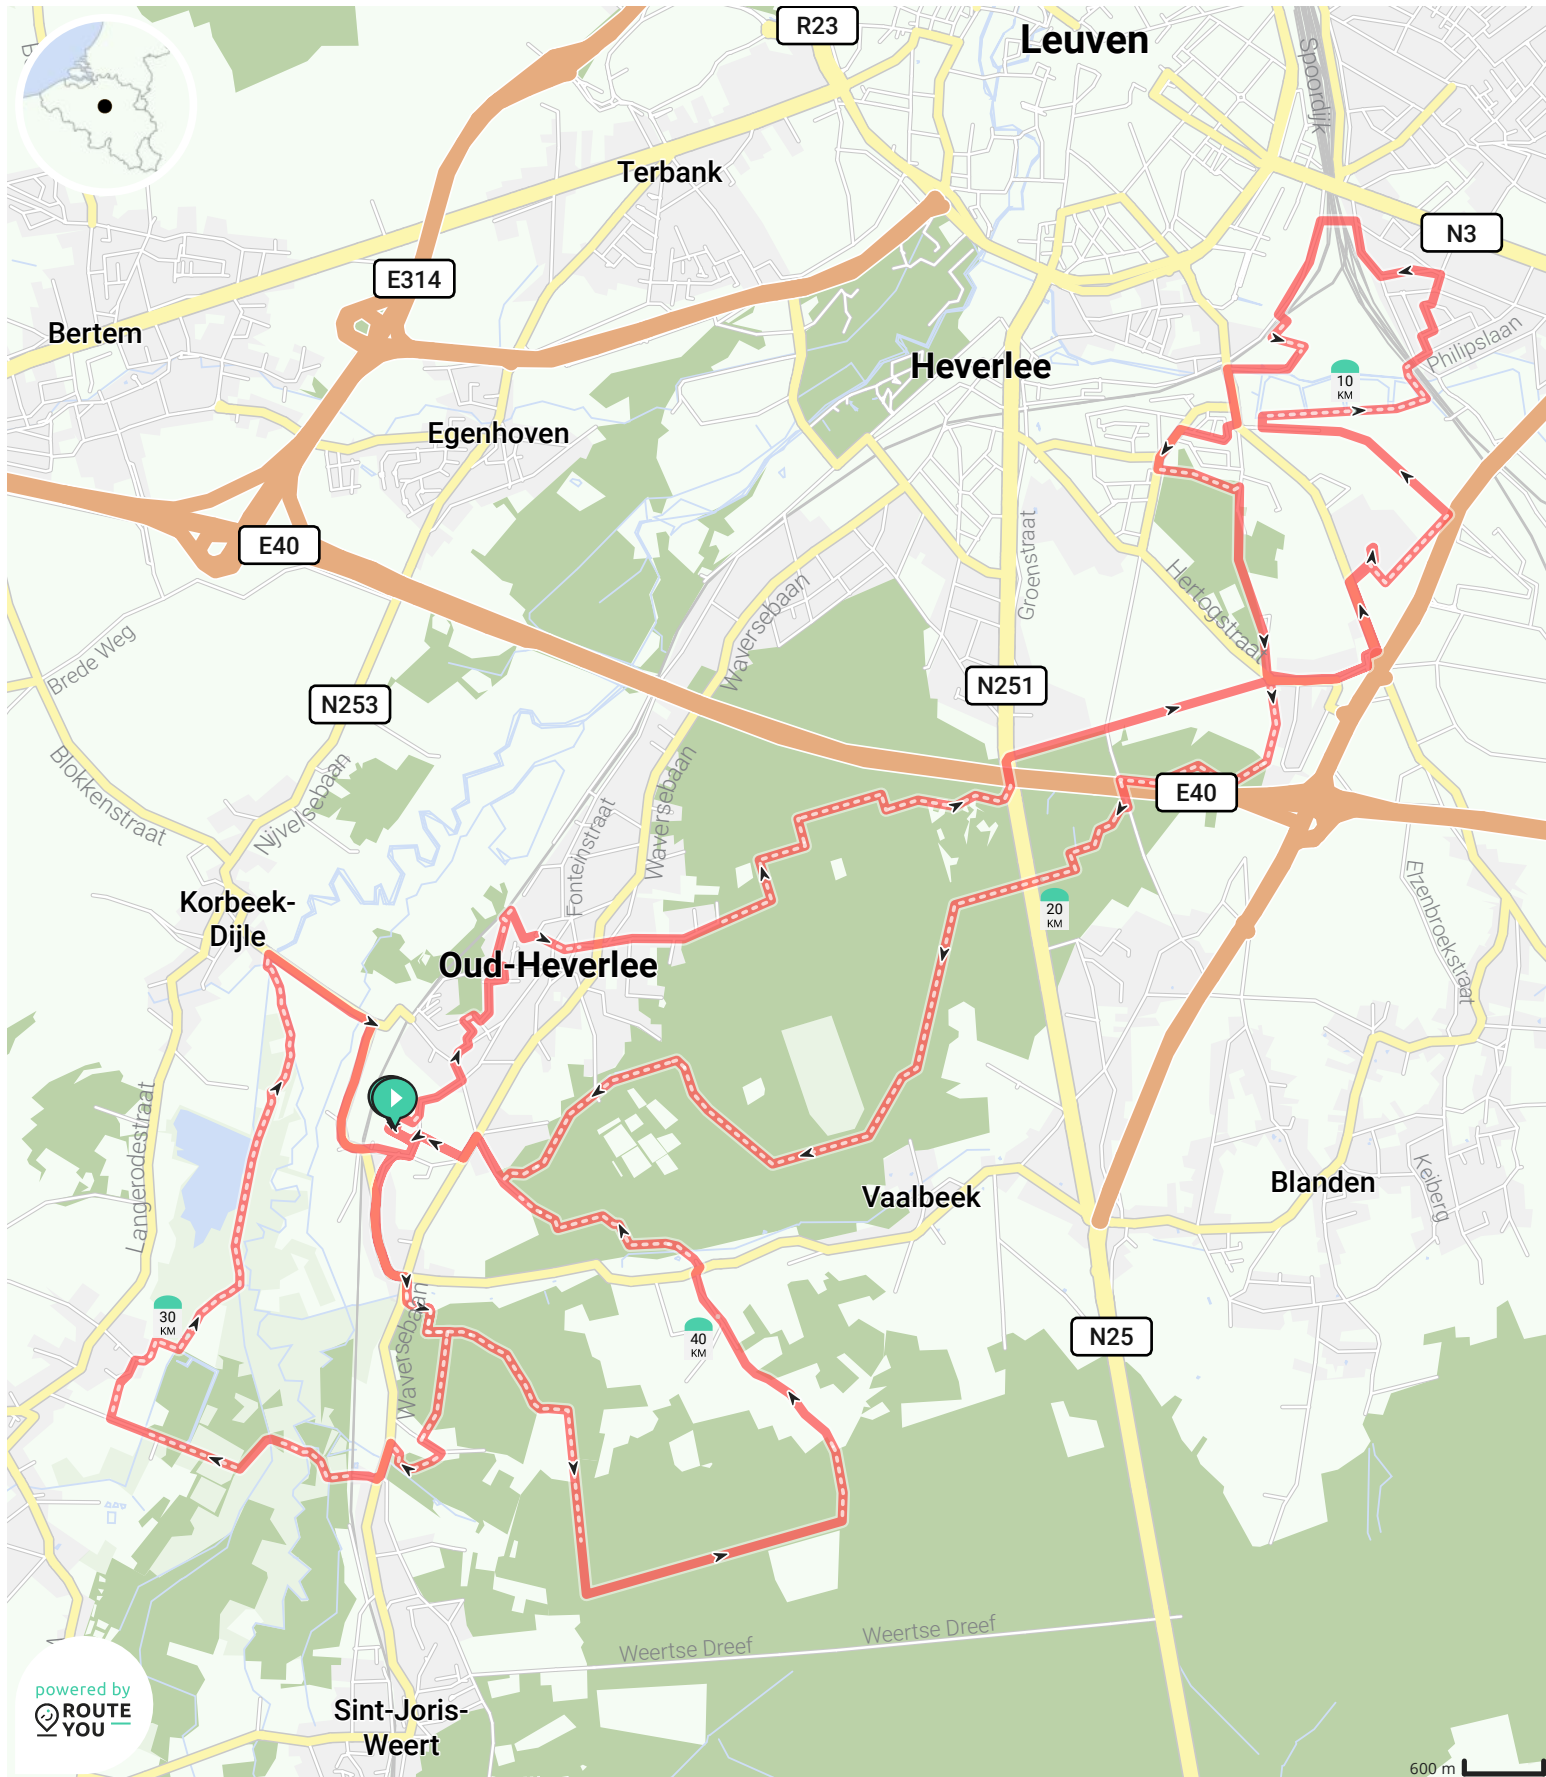 R23
Leuven
Spoordijk
Terbank
N3
E314
Bertem
Philipslaan
Heverlee
10
KM
Egenhoven
E40
Groenstraat
Hertogstraat
Waversebaan
Brede Weg
N251
N253
Blokkenstraat
Nijvelsebaan
Waversebaan
Fonteinstraat
E40
Erzenbroekstraat
Korbeek-
Dijle
20
KM
Oud-Heverlee
Langerodestraat
Vaalbeek
Blanden
Keiberg
30
KM
Waversebaan
40
KM
N25
Weertse Dreef
Weertse Dreef
powered by
ROUTE
YOU
Sint-Joris-
Weert
600 m